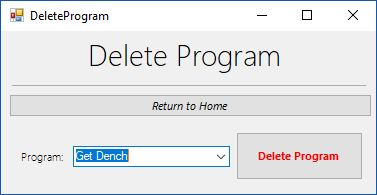 DeleteProgram
Delete Program
Return to Home
Program:
Get Dench
Delete Program